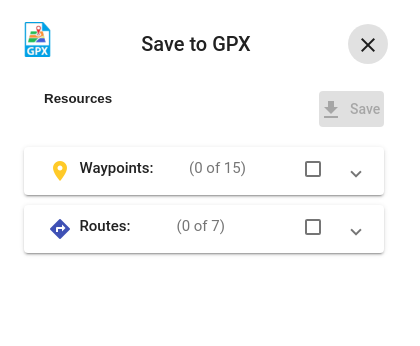 GPX
Save to GPX
Resources
Save
Waypoints: (0 of 15)
Routes: (0 of 7)